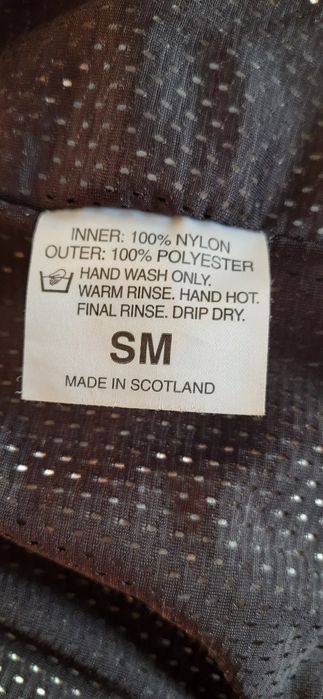 INNER: 100% NYLON
OUTER: 100% POLYESTER
HAND WASH ONLY.
WARM RINSE. HAND HOT.
FINAL RINSE. DRIP DRY.
SM
MADE IN SCOTLAND